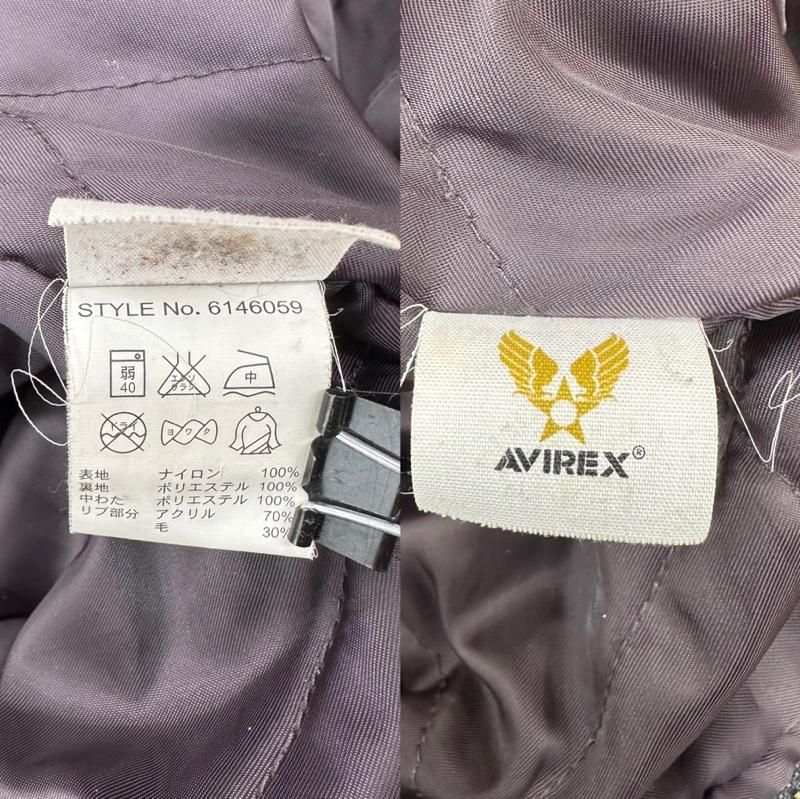 STYLE No. 6146059
弱
40
エンソ
サラシ
中
ドライ
ヨワク
表地 ナイロン 100%
裏地 ポリエステル 100%
中わた ポリエステル 100%
リブ部分 アクリル 70%
毛 30%
AVIREX®